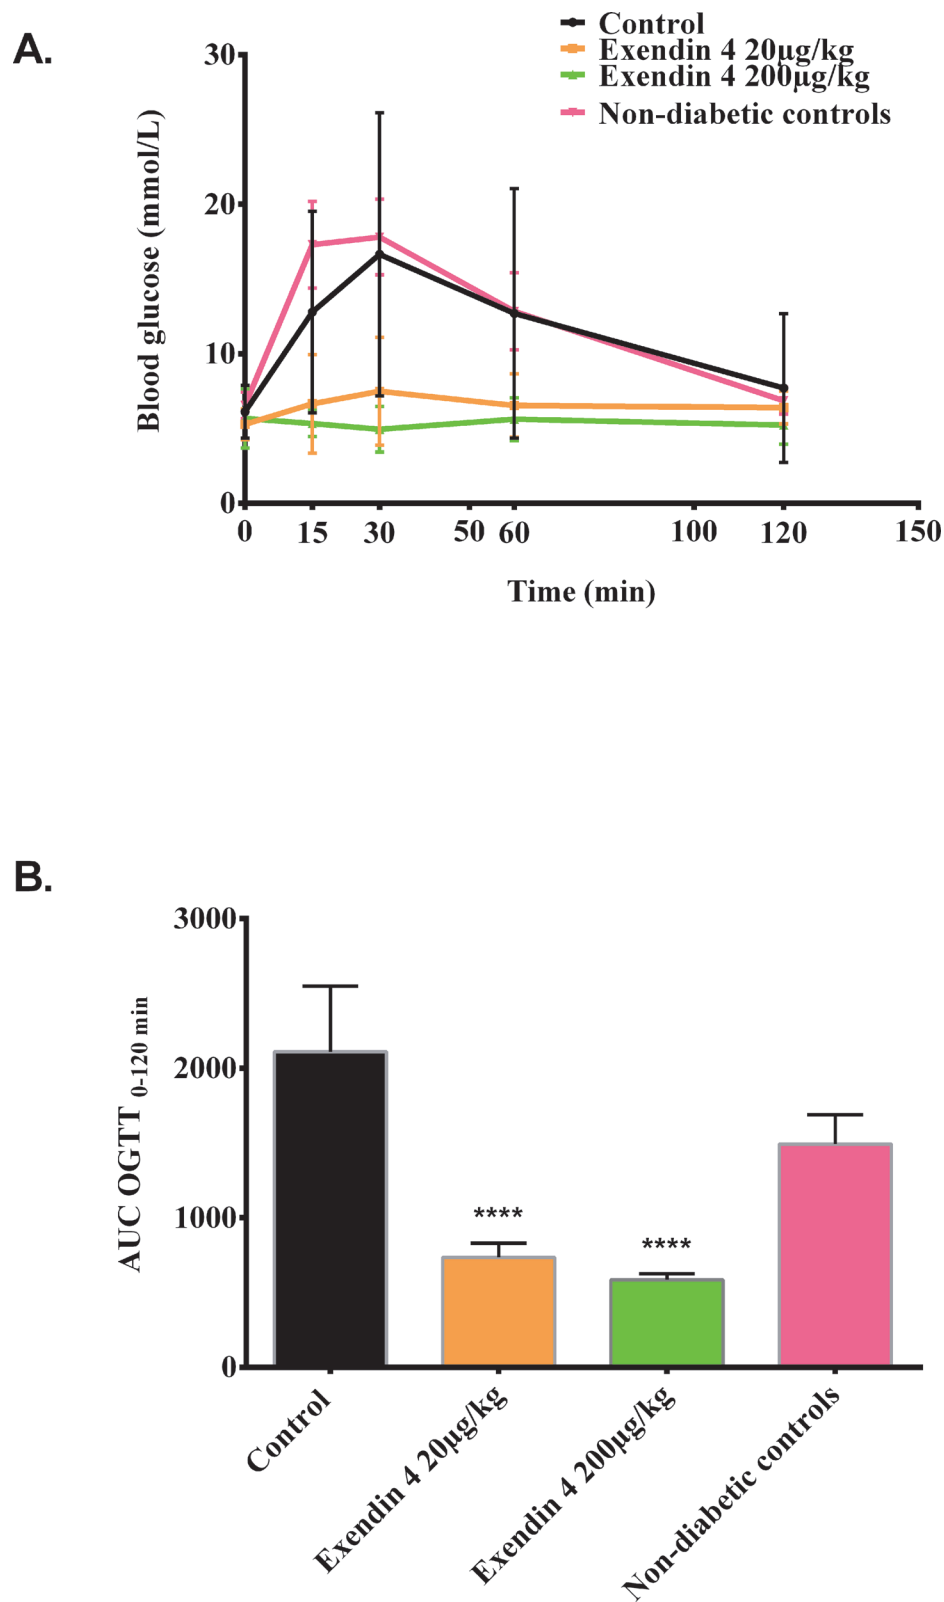 A.
Control
Exendin 4 20µg/kg
Exendin 4 200µg/kg
Non-diabetic controls
Blood glucose (mmol/L)
30
20
10
0
0 15 30 50 60 100 120 150
Time (min)
B.
AUC OGTT 0-120 min
3000
2000
1000
0
****
****
Control
Exendin 4 20µg/kg
Exendin 4 200µg/kg
Non-diabetic controls